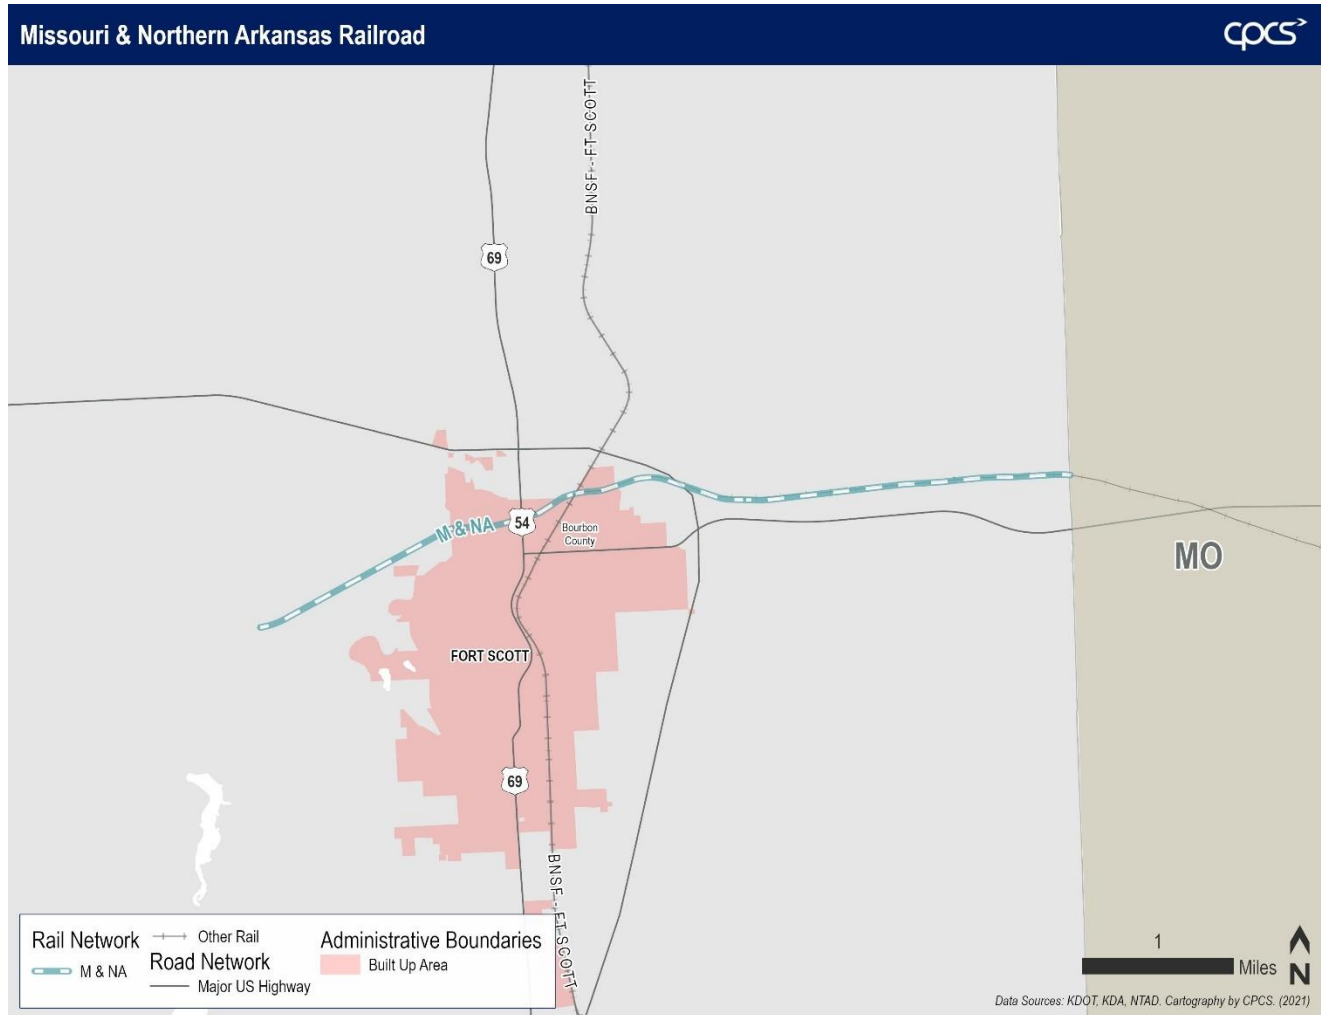 Missouri & Northern Arkansas Railroad
cpcs
BNSF - FT SCOTT
69
M & NA
54
Bourbon
County
MO
FORT SCOTT
69
BNSF - FT SCOTT
Rail Network
M & NA
Other Rail
Road Network
Major US Highway
Administrative Boundaries
Built Up Area
1
Miles
N
Data Sources: KDOT, KDA, NTAD. Cartography by CPCS. (2021)